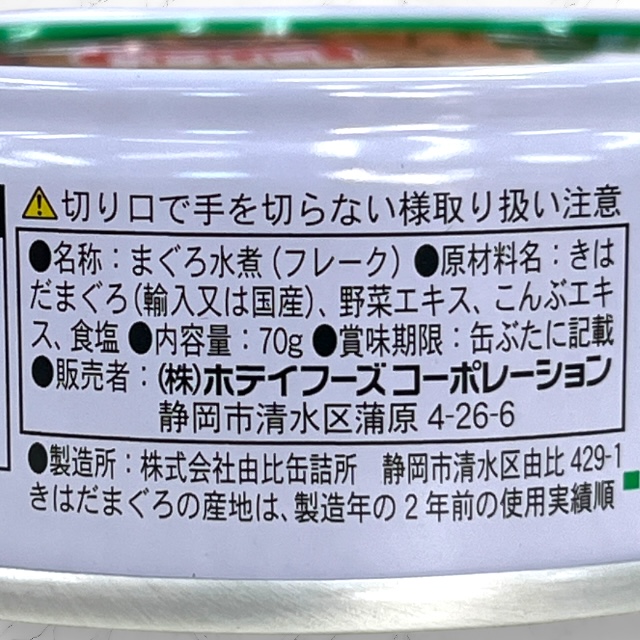 切り口で手を切らない様取り扱い注意
●名称：まぐろ水煮（フレーク）●原材料名：きは
だまぐろ（輸入又は国産）、野菜エキス、こんぶエキ
ス、食塩●内容量：70g●賞味期限：缶ぶたに記載
●販売者：（株）ホテイフーズコーポレーション
静岡市清水区蒲原 4-26-6
●製造所：株式会社由比缶詰所　静岡市清水区由比 429-1
きはだまぐろの産地は、製造年の2年前の使用実績順